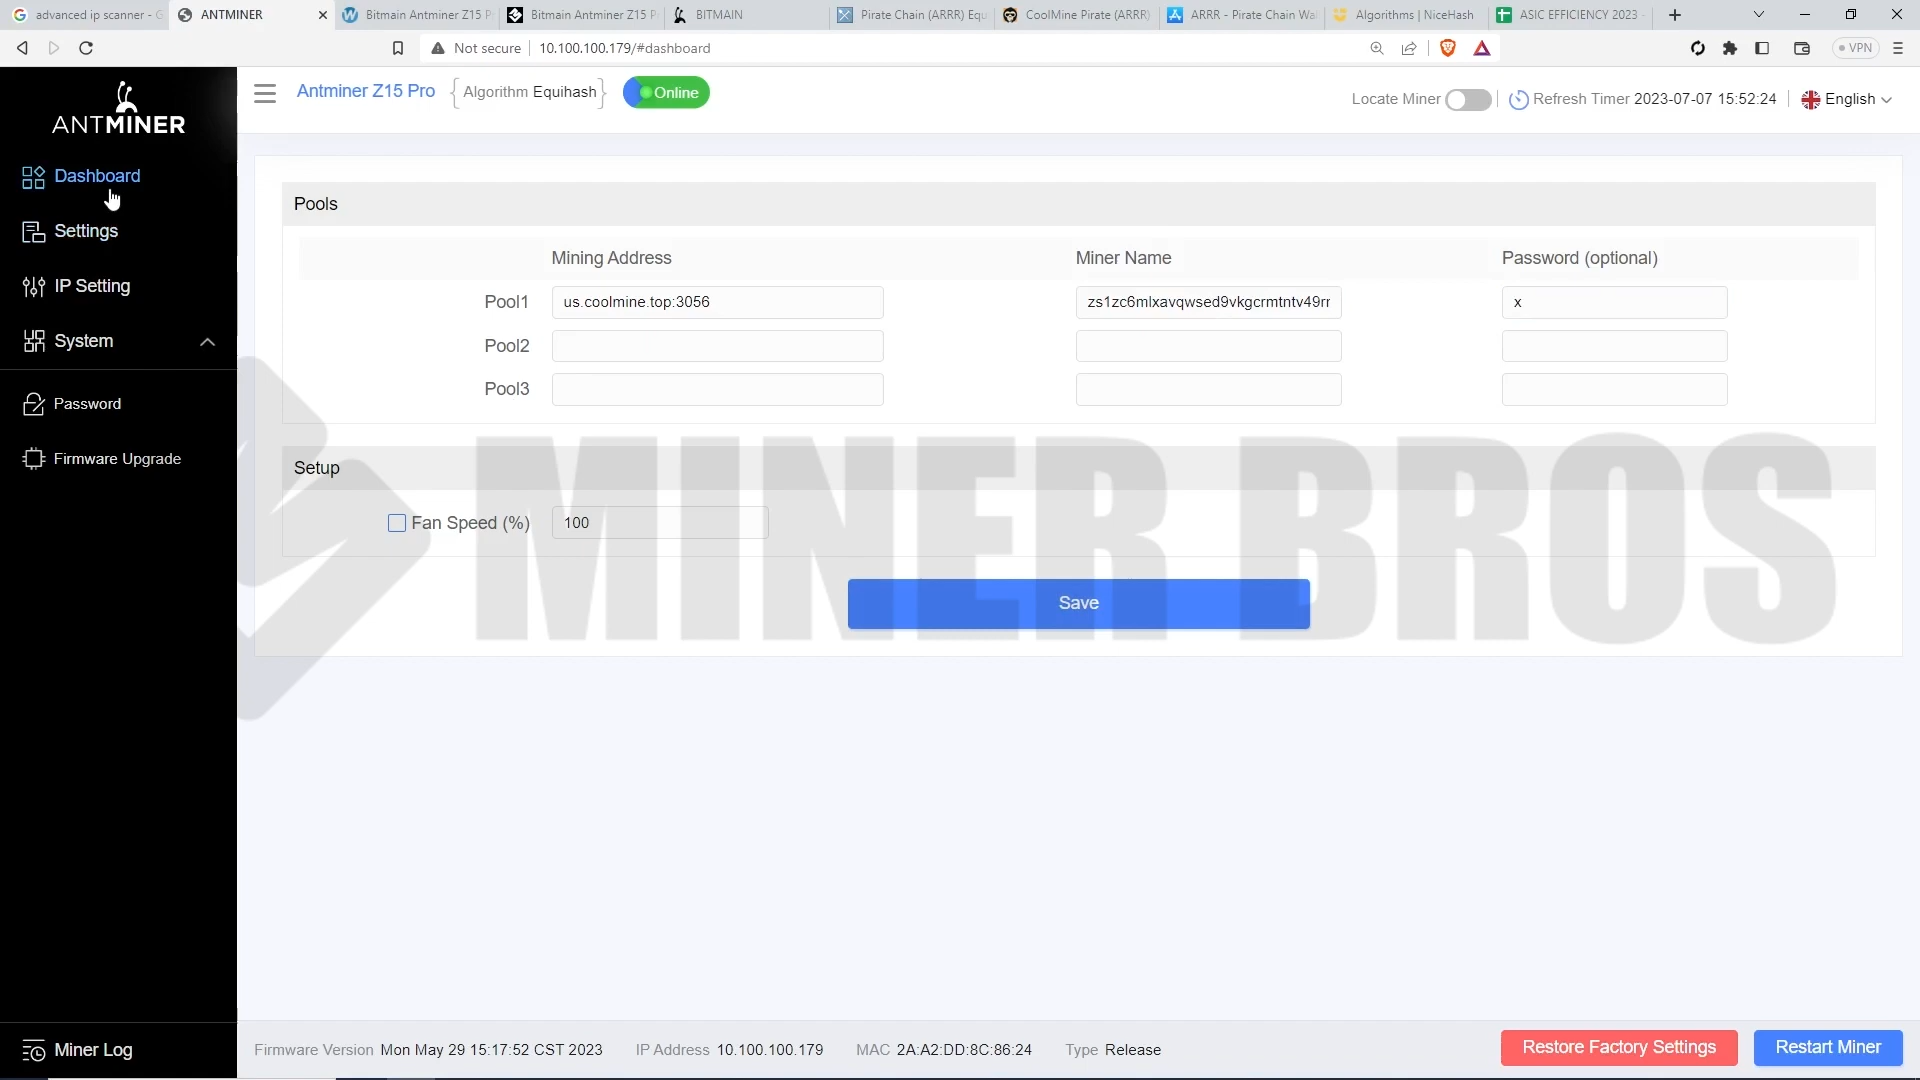 advanced ip scanner - G
ANTMINER
Bitmain Antminer Z15 P
Bitmain Antminer Z15 P
BITMAIN
Pirate Chain (ARRR) Equ
CoolMine Pirate (ARRR)
ARRR - Pirate Chain Wa
Algorithms | NiceHash
ASIC EFFICIENCY 2023 -
Not secure
10.100.100.179/#dashboard
VPN
ANTMINER
Antminer Z15 Pro
Algorithm Equihash
Online
Locate Miner
Refresh Timer 2023-07-07 15:52:24
English
Dashboard
Settings
IP Setting
System
Password
Firmware Upgrade
Miner Log
Pools
Mining Address
Miner Name
Password (optional)
Pool1
us.coolmine.top:3056
zs1zc6mlxavqwsed9vkgcrmtntv49rr
x
Pool2
Pool3
Setup
Fan Speed (%)
100
Save
MINER BROS
Firmware Version Mon May 29 15:17:52 CST 2023
IP Address 10.100.100.179
MAC 2A:A2:DD:8C:86:24
Type Release
Restore Factory Settings
Restart Miner